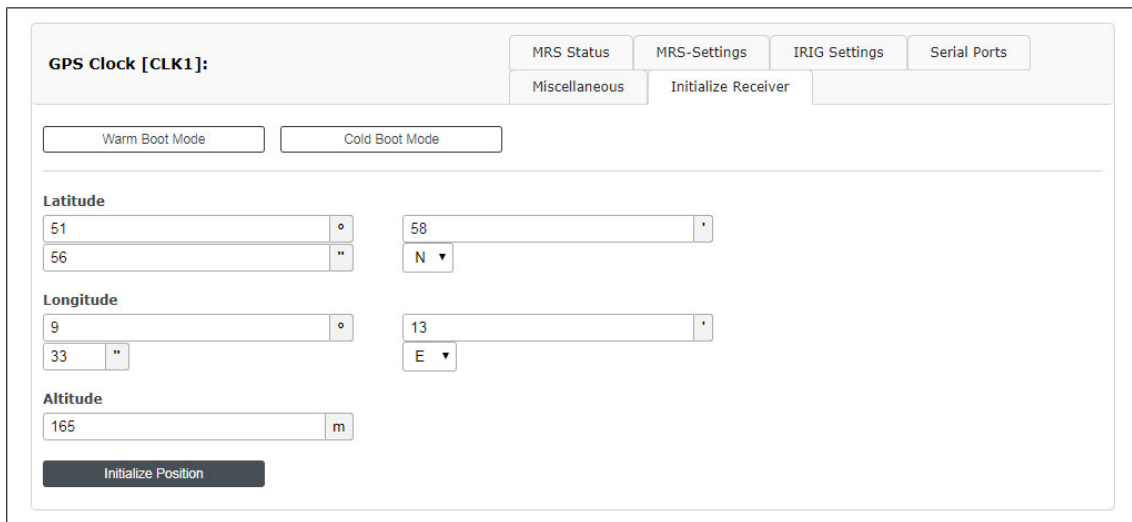 GPS Clock [CLK1]:
MRS Status MRS-Settings IRIG Settings Serial Ports
Miscellaneous Initialize Receiver
Warm Boot Mode Cold Boot Mode
Latitude
51 ° 58 '
56 " N
Longitude
9 ° 13 '
33 " E
Altitude
165 m
Initialize Position